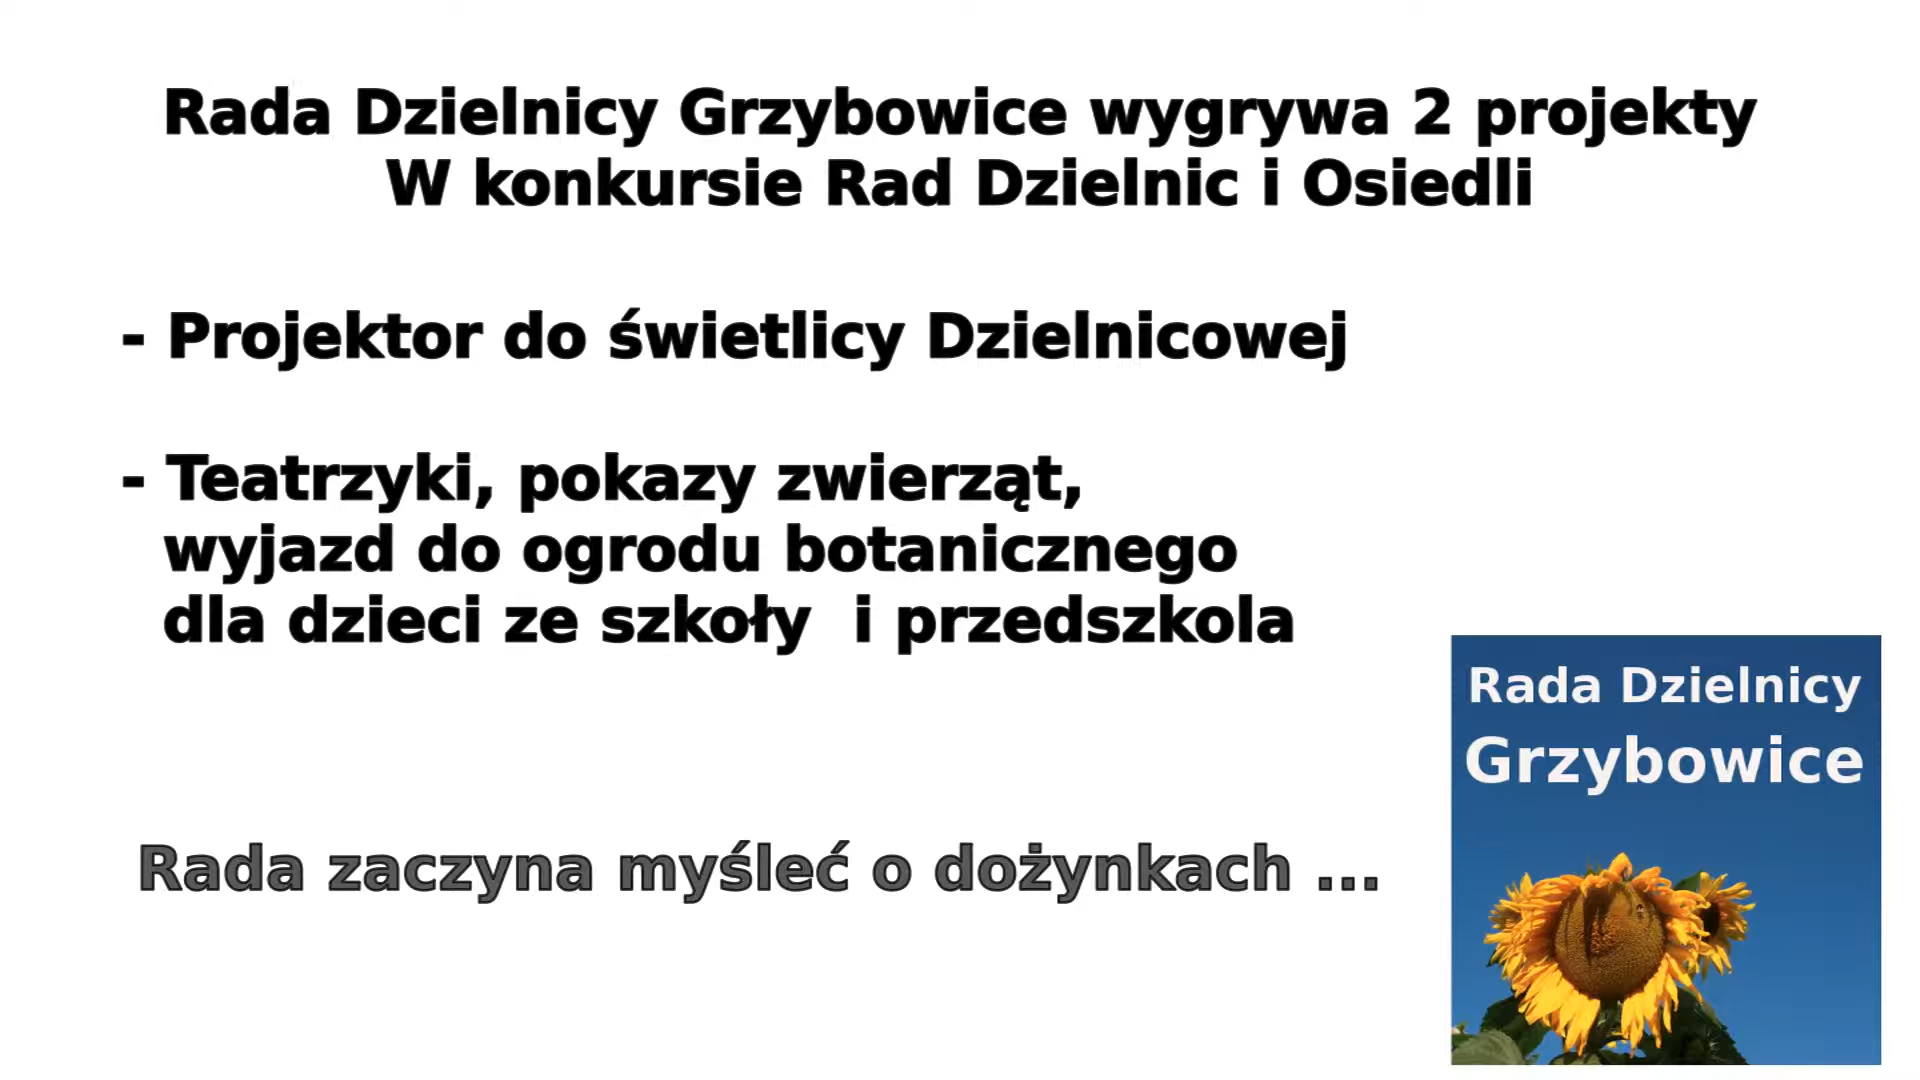 Rada Dzielnicy Grzybowice wygrywa 2 projekty
W konkursie Rad Dzielnic i Osiedli
- Projektor do świetlicy Dzielnicowej
- Teatrzyki, pokazy zwierząt,
wyjazd do ogrodu botanicznego
dla dzieci ze szkoły  i przedszkola
Rada zaczyna myśleć o dożynkach ...
Rada Dzielnicy
Grzybowice